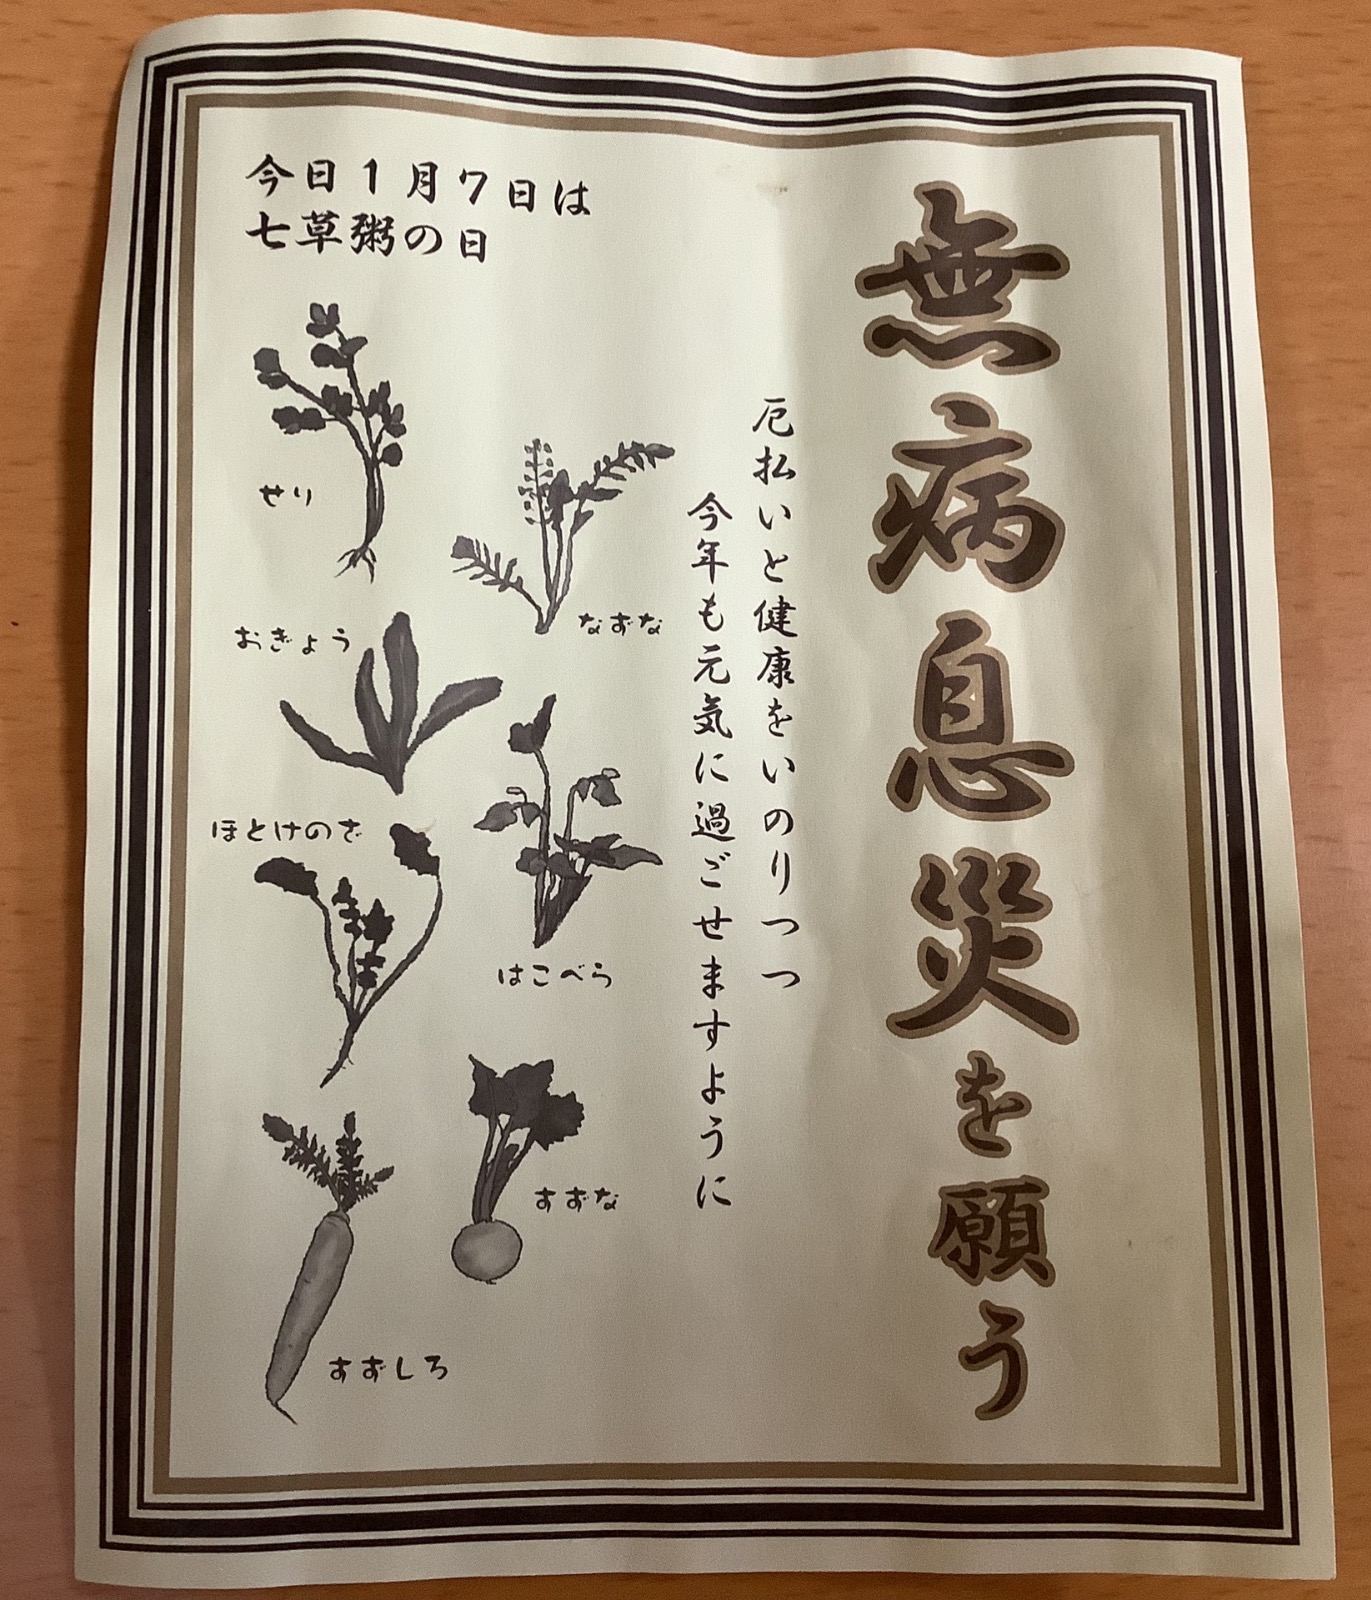 無病息災を願う
厄払いと健康をいのりつつ
今年も元気に過ごせますように
今日1月7日は
七草粥の日
せり
なずな
おぎょう
はこべら
ほとけのざ
すずな
すずしろ